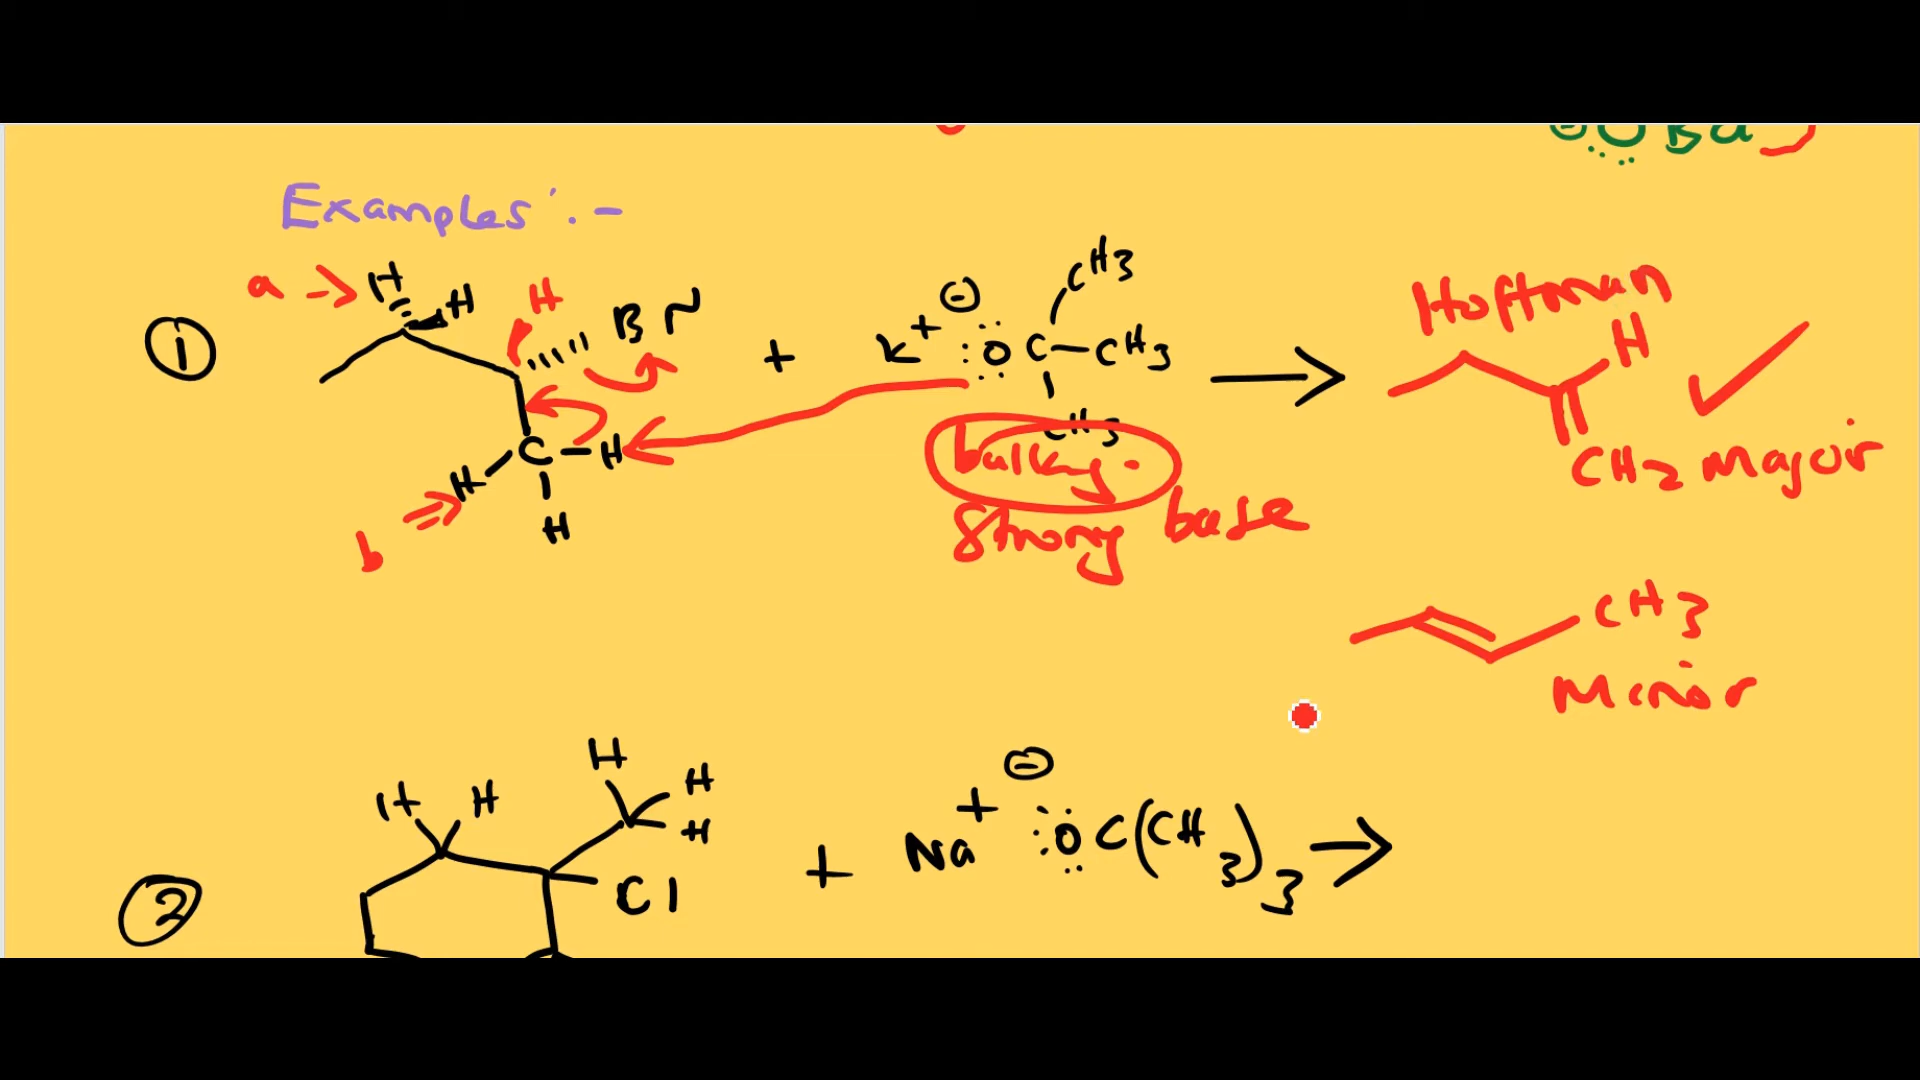 ⊖OBu
Examples :-
a → H H H Br + K⁺ ⊖ :O C CH3
① CH3 CH3 → Hoffman H
C - H bulky CH2 Major
H H strong base
b
CH3
Minor
H H H H H
② Cl + Na⁺ ⊖ :O C(CH3)3 →